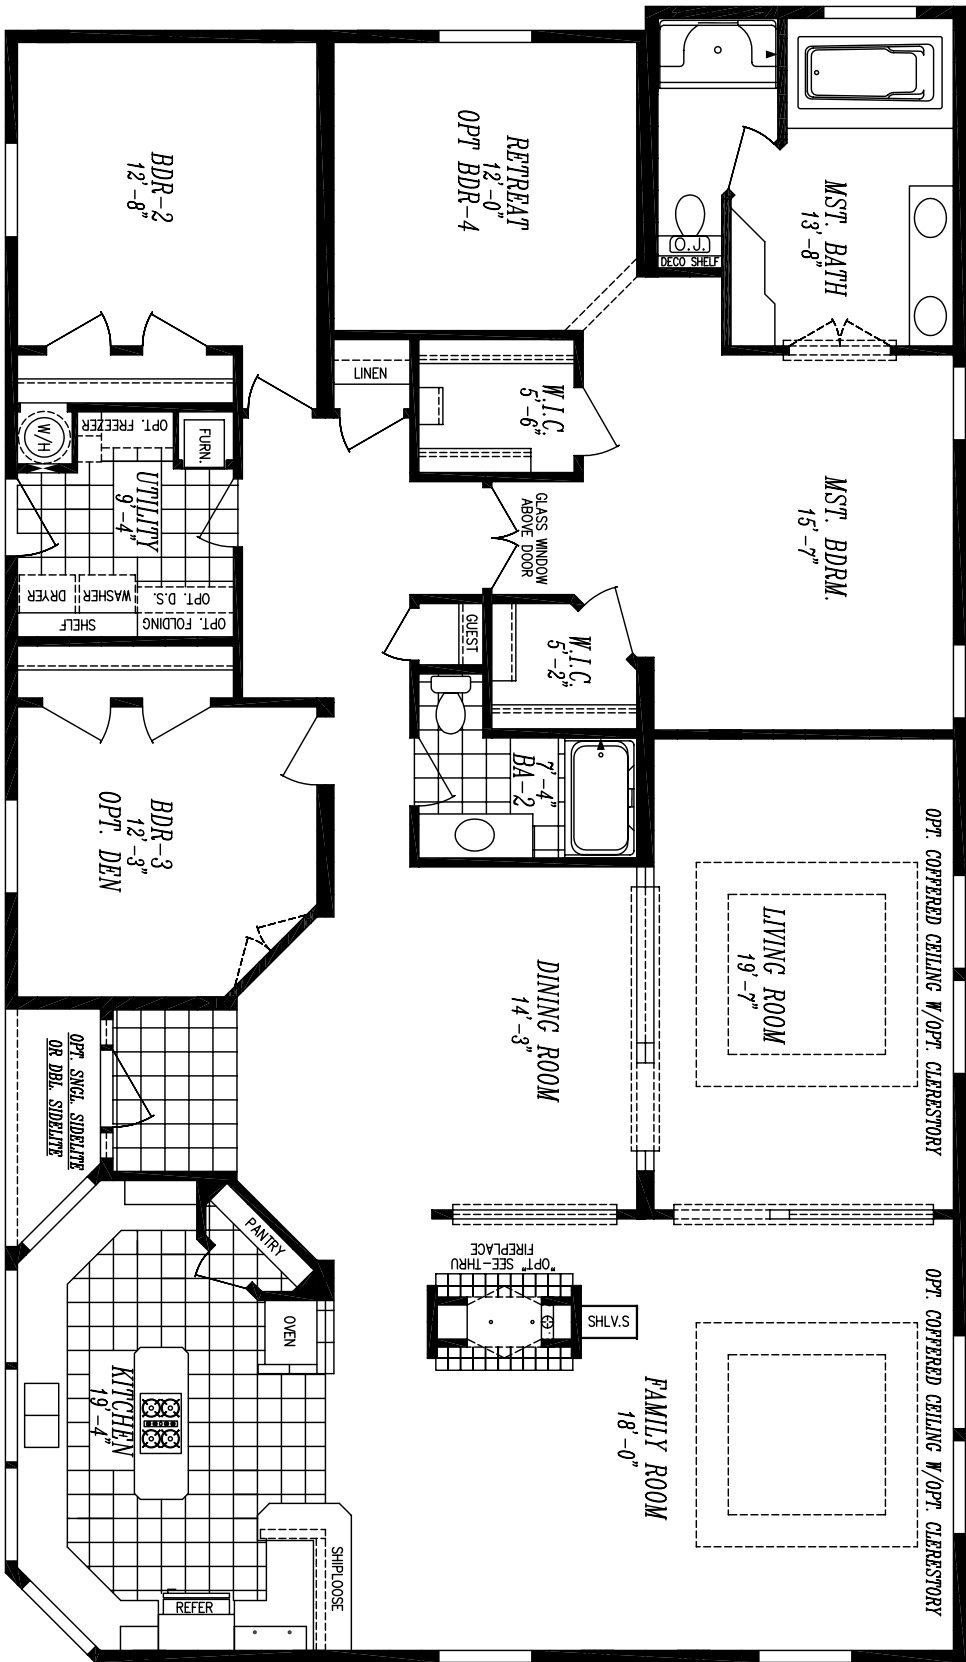 MST. BATH
13'-8"
O.J.
DECO SHELF
RETREAT
12'-0"
OPT BDR-4
BDR-2
12'-8"
MST. BDRM.
15'-7"
W.I.C.
5'-6"
LINEN
GLASS WINDOW
ABOVE DOOR
W.I.C.
5'-2"
GUEST
W/H
OPT. FREEZER
FURN.
UTILITY
9'-4"
DRYER
WASHER
OPT. D.S.
SHELF
OPT. FOLDING
7'-4"
BA-2
BDR-3
12'-3"
OPT. DEN
OPT. COFFERED CEILING W/OPT. CLERESTORY
LIVING ROOM
19'-7"
DINING ROOM
14'-3"
OPT. SNGL. SIDELITE
OR DBL. SIDELITE
PANTRY
"OPT" SEE-THRU
FIREPLACE
SHLV.S
OVEN
OPT. COFFERED CEILING W/OPT. CLERESTORY
FAMILY ROOM
18'-0"
KITCHEN
19'-4"
SHIPLOOSE
REFER